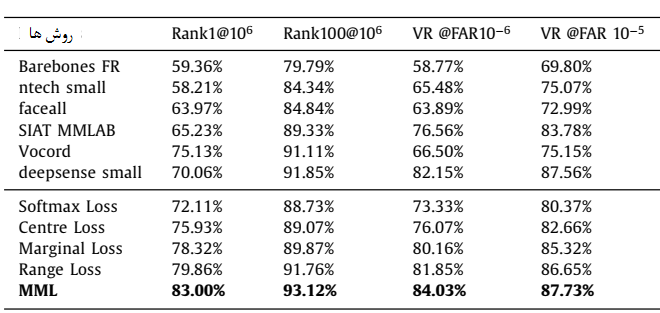 روش ها Rank1@10⁶ Rank100@10⁶ VR @FAR10⁻⁶ VR @FAR 10⁻⁵
Barebones FR 59.36% 79.79% 58.77% 69.80%
ntech small 58.21% 84.34% 65.48% 75.07%
faceall 63.97% 84.84% 63.89% 72.99%
SIAT MMLAB 65.23% 89.33% 76.56% 83.78%
Vocord 75.13% 91.11% 66.50% 75.15%
deepsense small 70.06% 91.85% 82.15% 87.56%
Softmax Loss 72.11% 88.73% 73.33% 80.37%
Centre Loss 75.93% 89.07% 76.07% 82.66%
Marginal Loss 78.32% 89.87% 80.16% 85.32%
Range Loss 79.86% 91.76% 81.85% 86.65%
MML 83.00% 93.12% 84.03% 87.73%